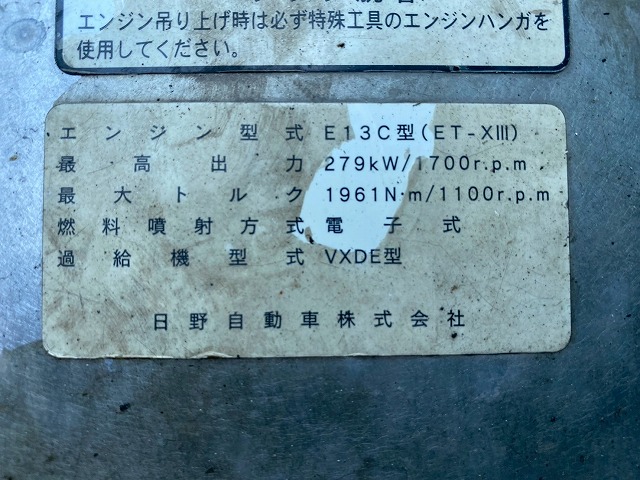 エンジン吊り上げ時は必ず特殊工具のエンジンハンガを
使用してください。
エンジン型式 E13C型(ET-XIII)
最高出力 279kW/1700r.p.m
最大トルク 1961N·m/1100r.p.m
燃料噴射方式 電子式
過給機型式 VXDE型
日野自動車株式会社